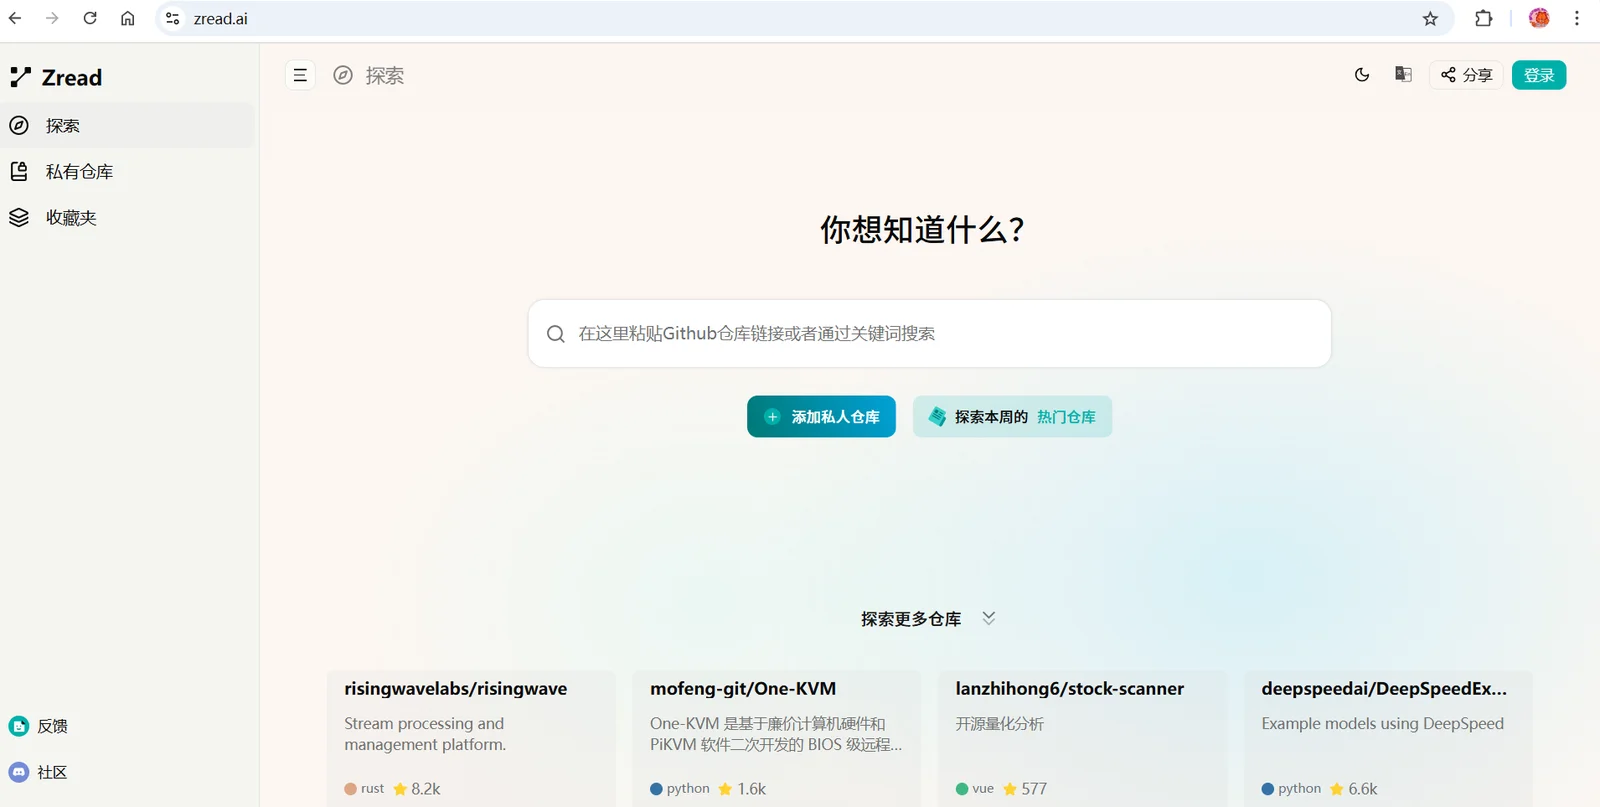 zread.ai
Zread
探索
私有仓库
收藏夹
反馈
社区
探索
分享
登录
你想知道什么?
在这里粘贴Github仓库链接或者通过关键词搜索
添加私人仓库
探索本周的 热门仓库
探索更多仓库
risingwavelabs/risingwave
Stream processing and
management platform.
rust 8.2k
mofeng-git/One-KVM
One-KVM 是基于廉价计算机硬件和
PiKVM 软件二次开发的 BIOS 级远程...
python 1.6k
lanzhihong6/stock-scanner
开源量化分析
vue 577
deepspeedai/DeepSpeedEx...
Example models using DeepSpeed
python 6.6k